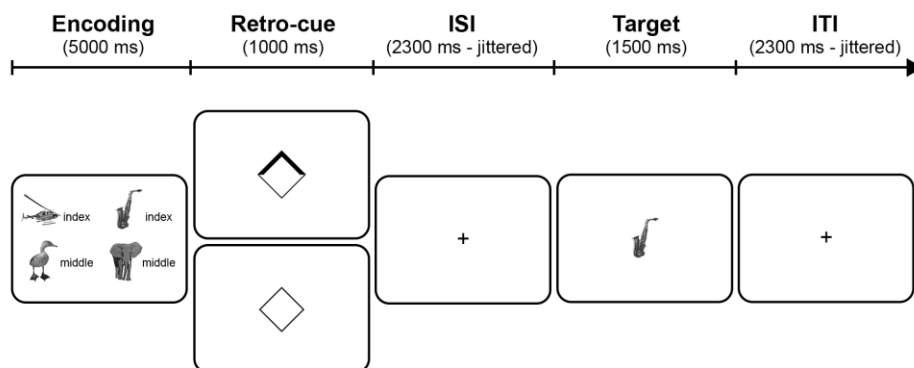 Encoding
(5000 ms)
Retro-cue
(1000 ms)
ISI
(2300 ms - jittered)
Target
(1500 ms)
ITI
(2300 ms - jittered)
index
index
middle
middle